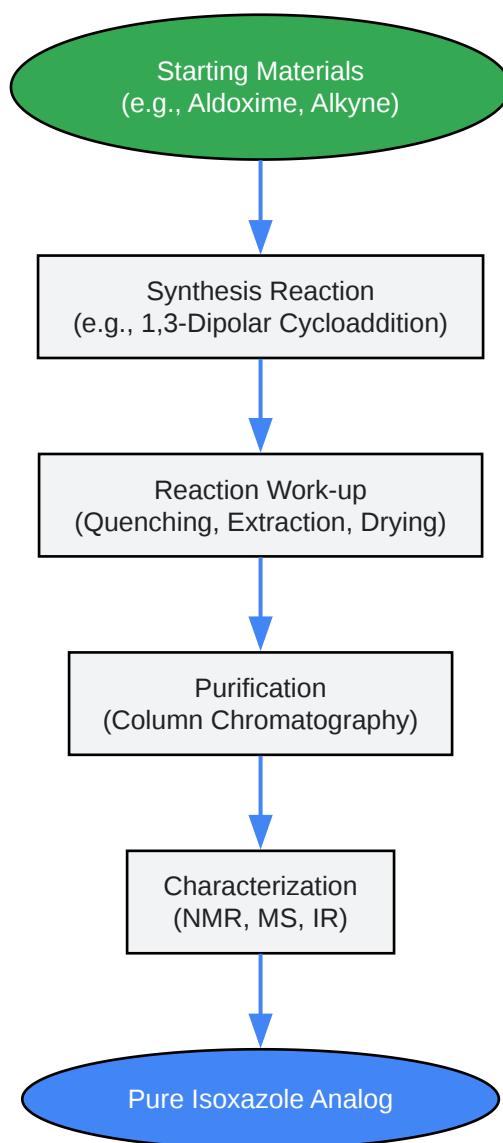 Starting Materials
(e.g., Aldoxime, Alkyne)
Synthesis Reaction
(e.g., 1,3-Dipolar Cycloaddition)
Reaction Work-up
(Quenching, Extraction, Drying)
Purification
(Column Chromatography)
Characterization
(NMR, MS, IR)
Pure Isoxazole Analog